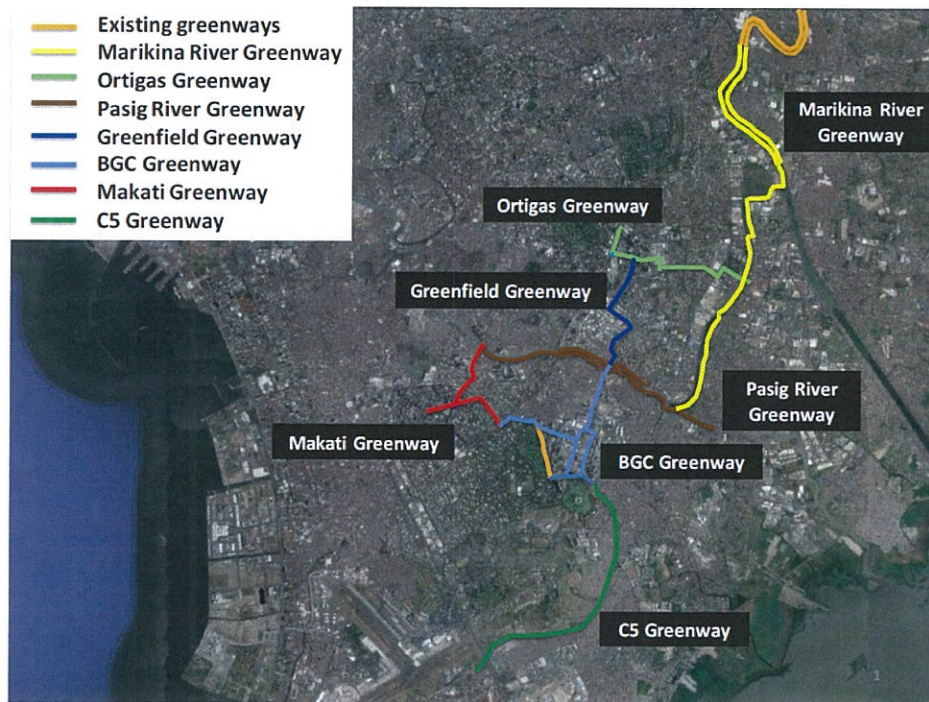 Existing greenways
Marikina River Greenway
Ortigas Greenway
Pasig River Greenway
Greenfield Greenway
BGC Greenway
Makati Greenway
C5 Greenway
Marikina River
Greenway
Ortigas Greenway
Greenfield Greenway
Pasig River
Greenway
Makati Greenway
BGC Greenway
C5 Greenway
1